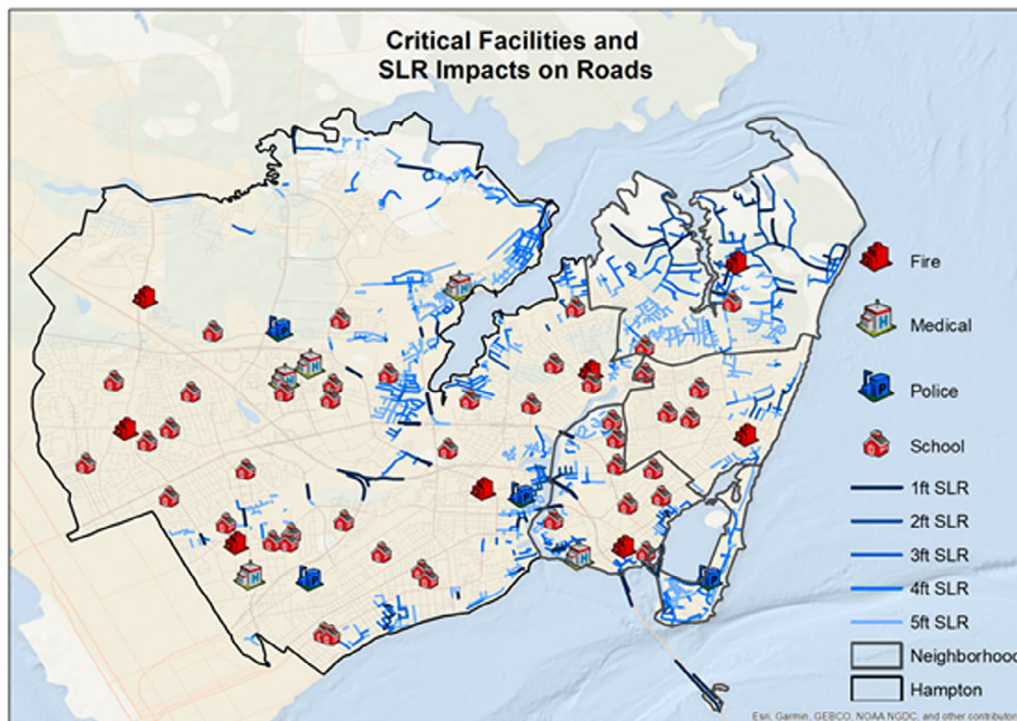 Critical Facilities and
SLR Impacts on Roads
Fire
Medical
Police
School
1ft SLR
2ft SLR
3ft SLR
4ft SLR
5ft SLR
Neighborhood
Hampton
Esri, Garmin, GEBCO, NOAA NGDC, and other contributors